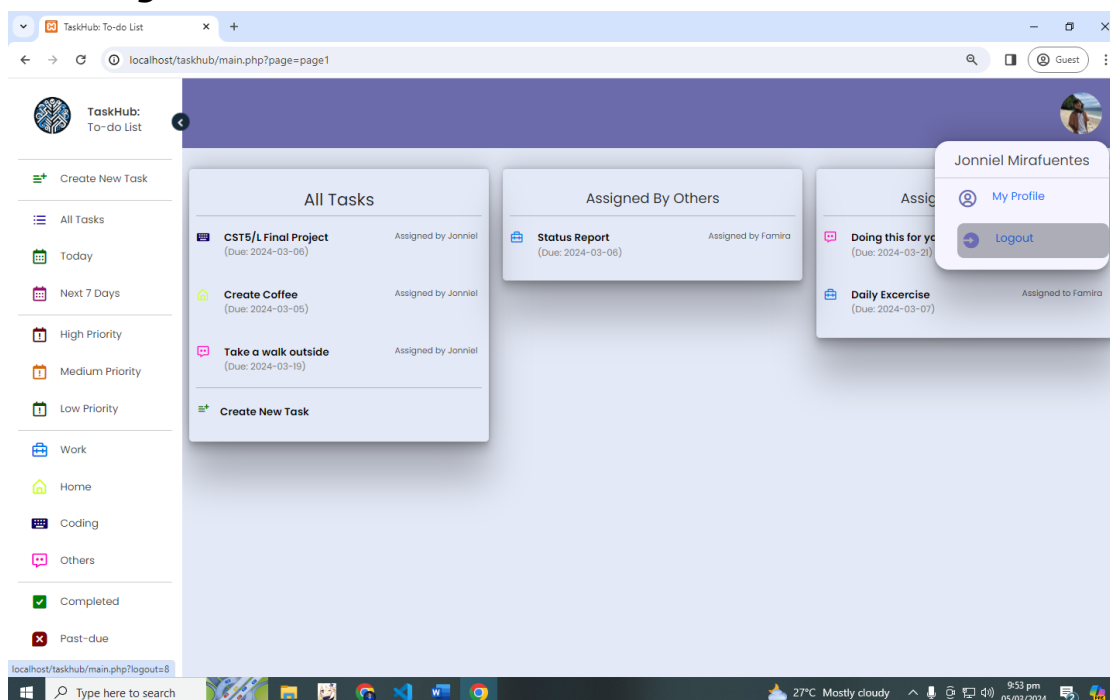 TaskHub: To-do List
localhost/taskhub/main.php?page=page1
Guest
TaskHub:
To-do List
Create New Task
All Tasks
Today
Next 7 Days
High Priority
Medium Priority
Low Priority
Work
Home
Coding
Others
Completed
Past-due
All Tasks
CST5/L Final Project
Assigned by Jonniel
(Due: 2024-03-06)
Create Coffee
Assigned by Jonniel
(Due: 2024-03-05)
Take a walk outside
Assigned by Jonniel
(Due: 2024-03-19)
Create New Task
Assigned By Others
Status Report
Assigned by Famira
(Due: 2024-03-06)
Assig
Doing this for yo
(Due: 2024-03-21)
Daily Excercise
Assigned to Famira
(Due: 2024-03-07)
Jonniel Mirafuentes
My Profile
Logout
localhost/taskhub/main.php?logout=8
Type here to search
27°C Mostly cloudy
9:53 pm
05/03/2024